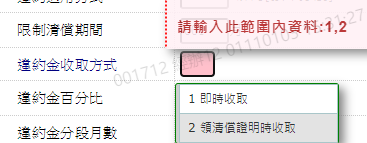 請輸入此範圍內資料:1,2
限制清償期間
違約金收取方式
違約金百分比
1 即時收取
2 領清償證明時收取
違約金分段月數